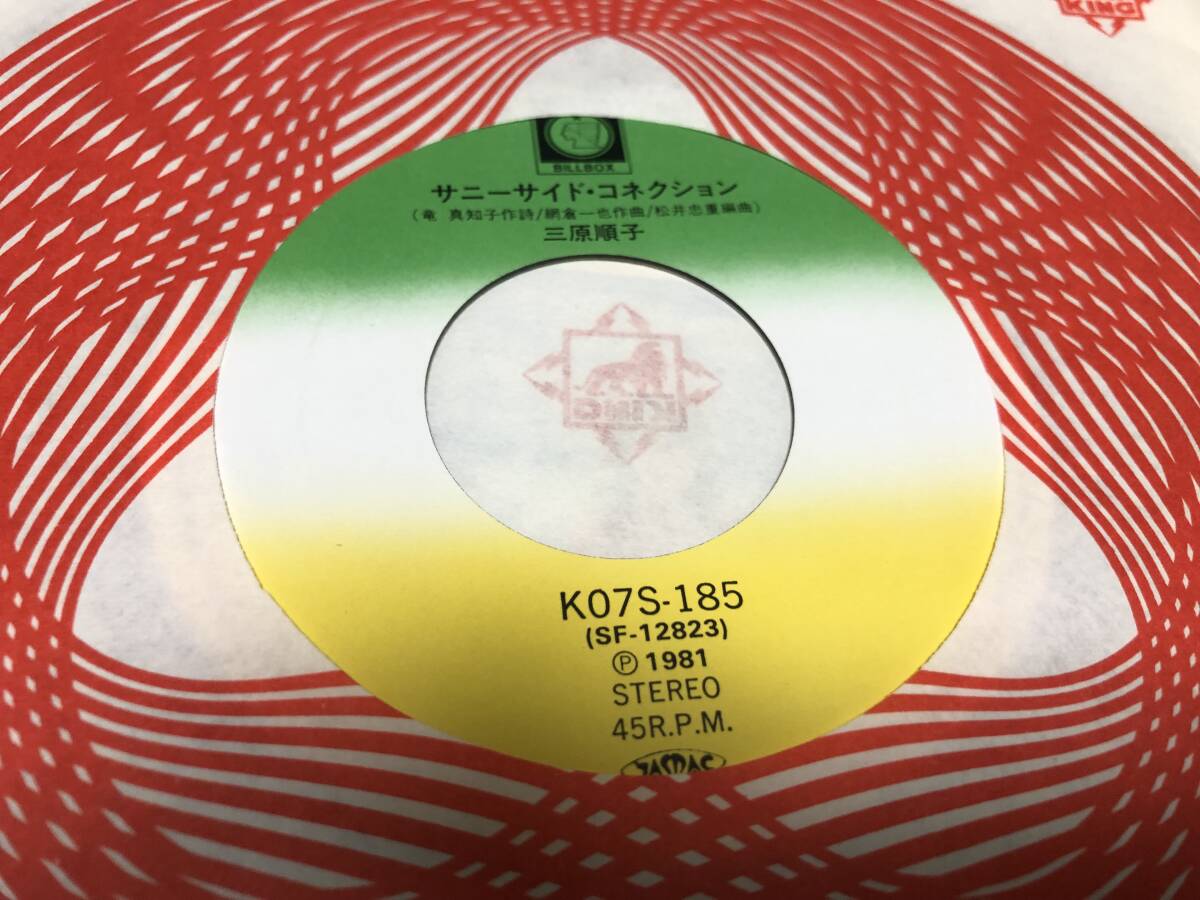 KING
BILLBOX
サニーサイド・コネクション
(竜 真知子作詩/網倉一也作曲/松井忠重編曲)
三原順子
KING
K07S-185
(SF-12823)
Ⓟ 1981
STEREO
45R.P.M.
JASRAC